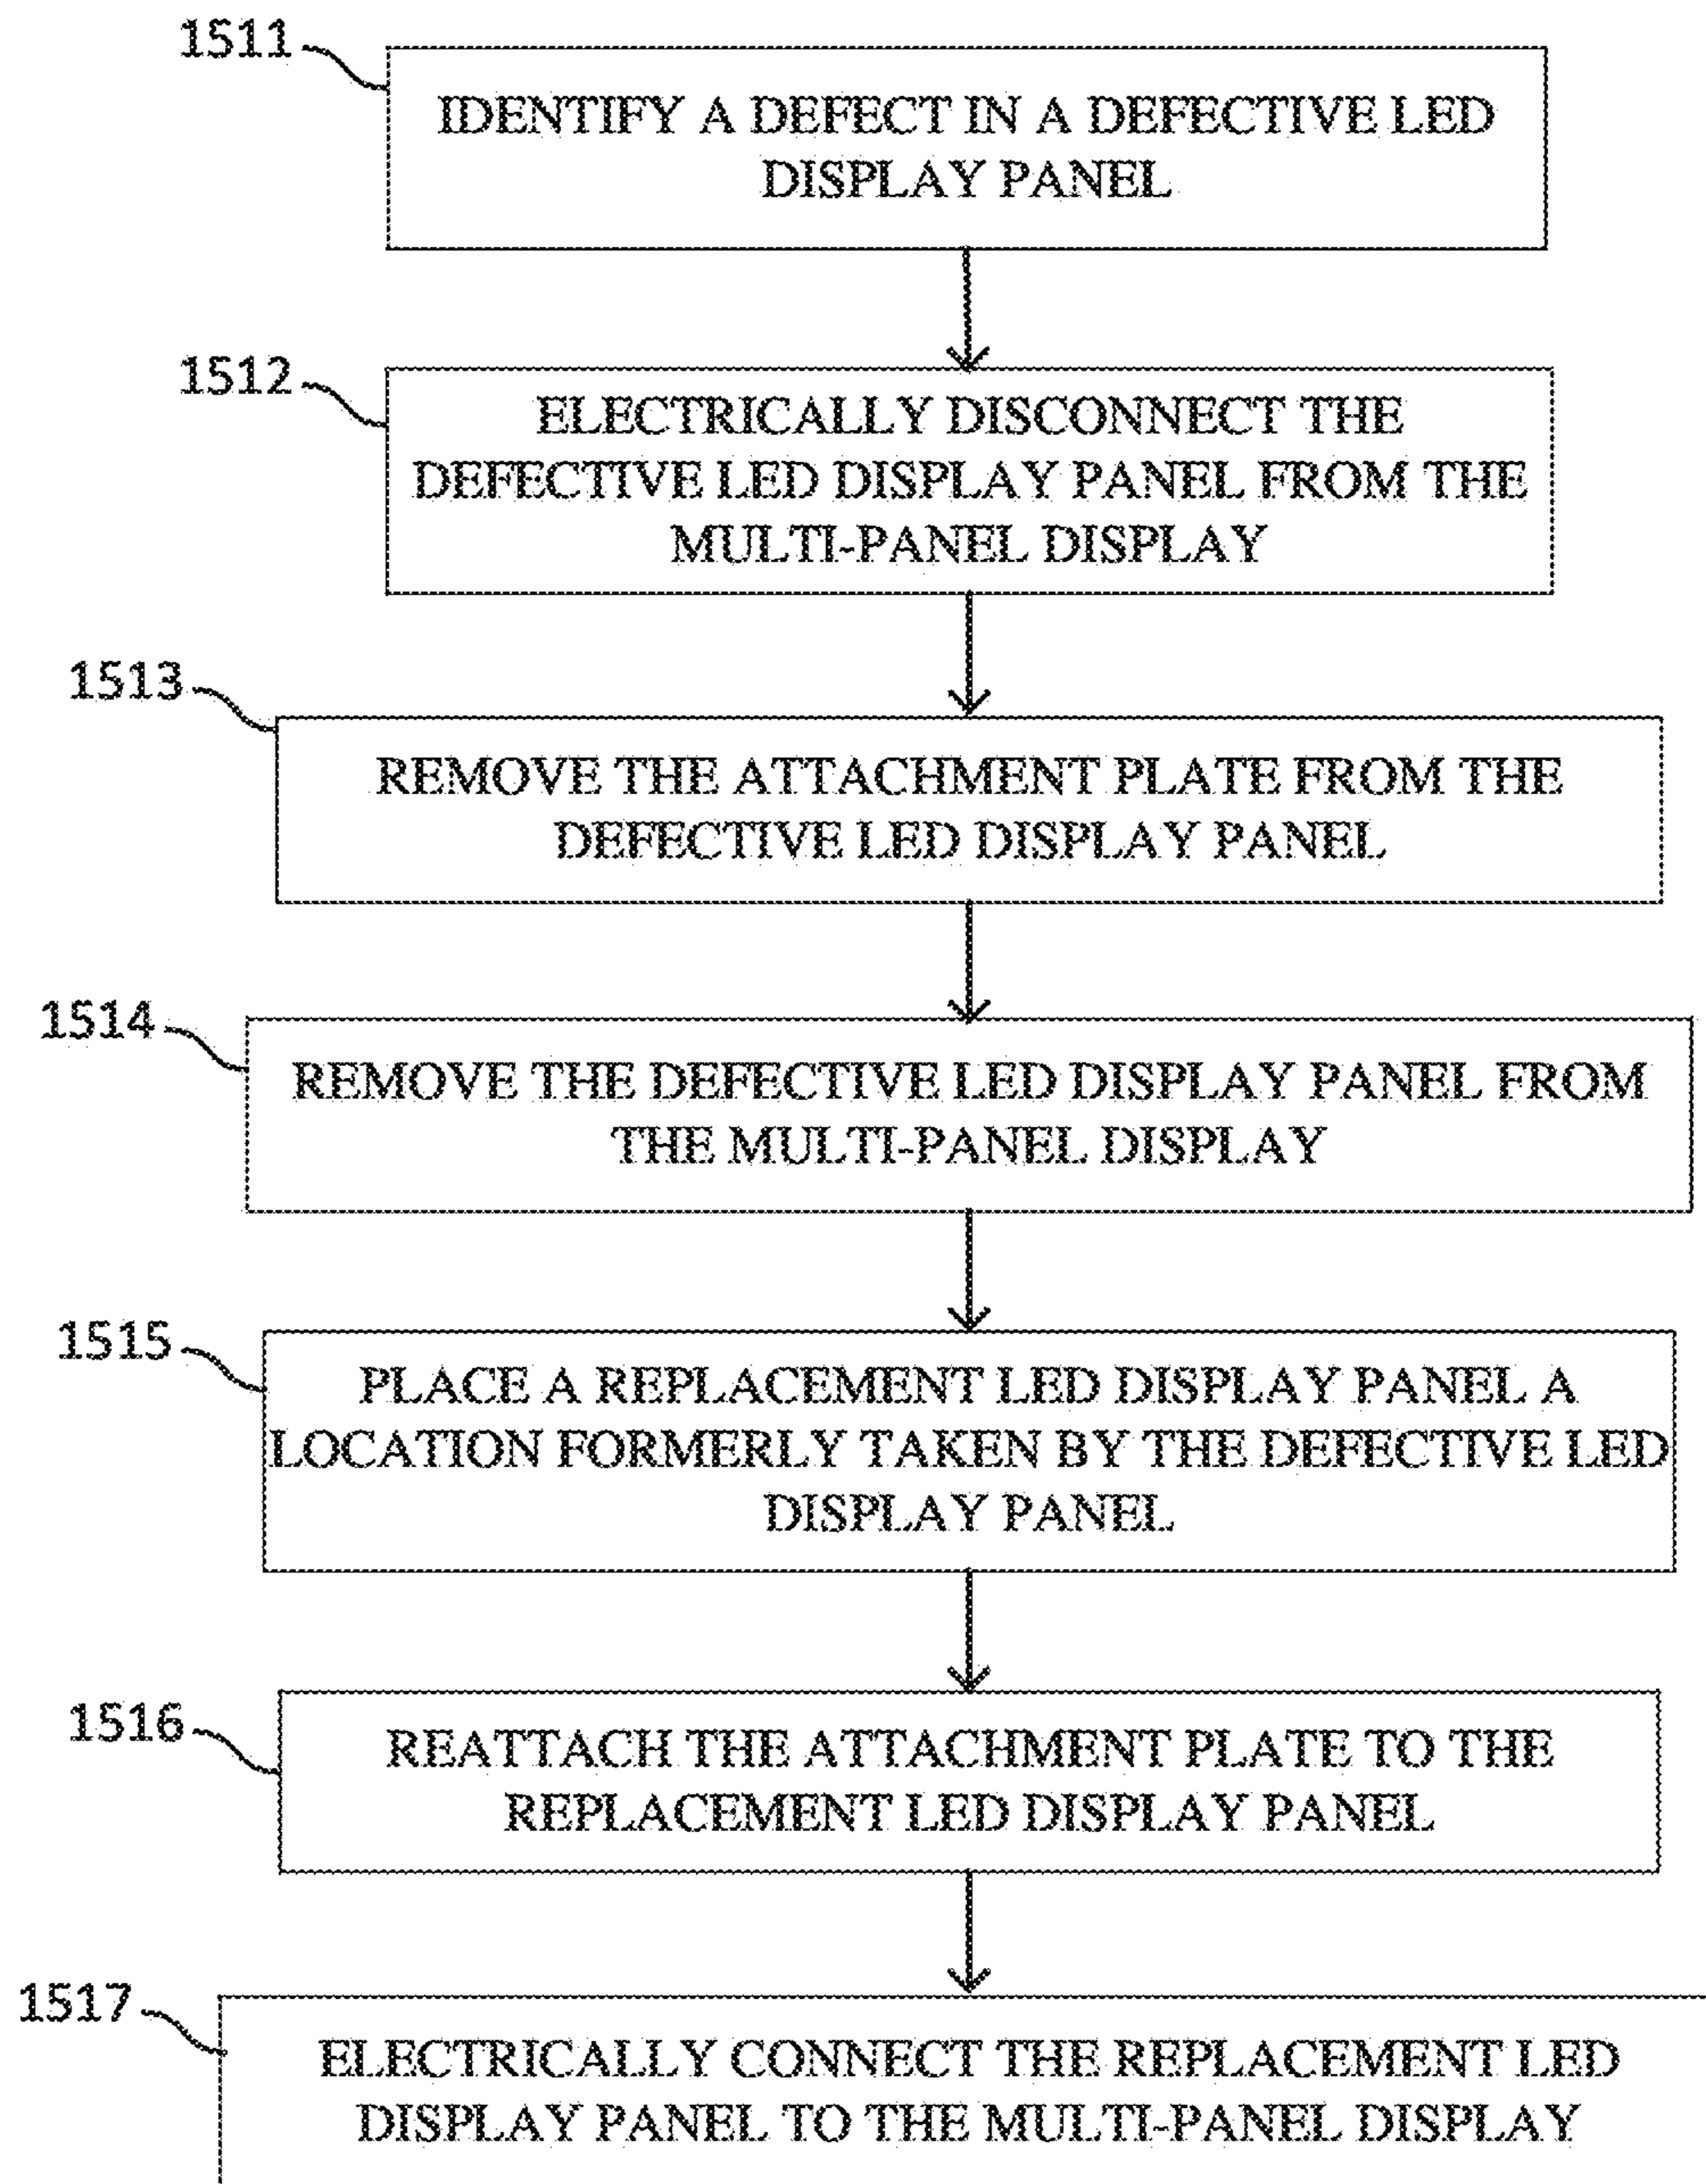 1511
IDENTIFY A DEFECT IN A DEFECTIVE LED
DISPLAY PANEL
1512
ELECTRICALLY DISCONNECT THE
DEFECTIVE LED DISPLAY PANEL FROM THE
MULTI-PANEL DISPLAY
1513
REMOVE THE ATTACHMENT PLATE FROM THE
DEFECTIVE LED DISPLAY PANEL
1514
REMOVE THE DEFECTIVE LED DISPLAY PANEL FROM
THE MULTI-PANEL DISPLAY
1515
PLACE A REPLACEMENT LED DISPLAY PANEL A
LOCATION FORMERLY TAKEN BY THE DEFECTIVE LED
DISPLAY PANEL
1516
REATTACH THE ATTACHMENT PLATE TO THE
REPLACEMENT LED DISPLAY PANEL
1517
ELECTRICALLY CONNECT THE REPLACEMENT LED
DISPLAY PANEL TO THE MULTI-PANEL DISPLAY